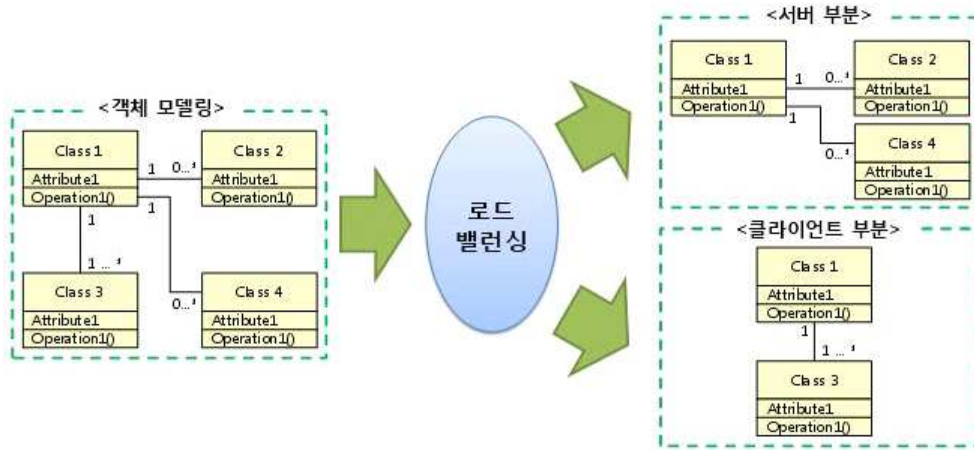 <객체 모델링>
Class 1
Attribute1
Operation1()
1
0...*
Class 2
Attribute1
Operation1()
1
1
1 ... *
0...*
Class 3
Attribute1
Operation1()
Class 4
Attribute1
Operation1()
로드
밸런싱
<서버 부분>
Class 1
Attribute1
Operation1()
1
0...*
Class 2
Attribute1
Operation1()
1
0...*
Class 4
Attribute1
Operation1()
<클라이언트 부분>
Class 1
Attribute1
Operation1()
1
1 ... *
Class 3
Attribute1
Operation1()